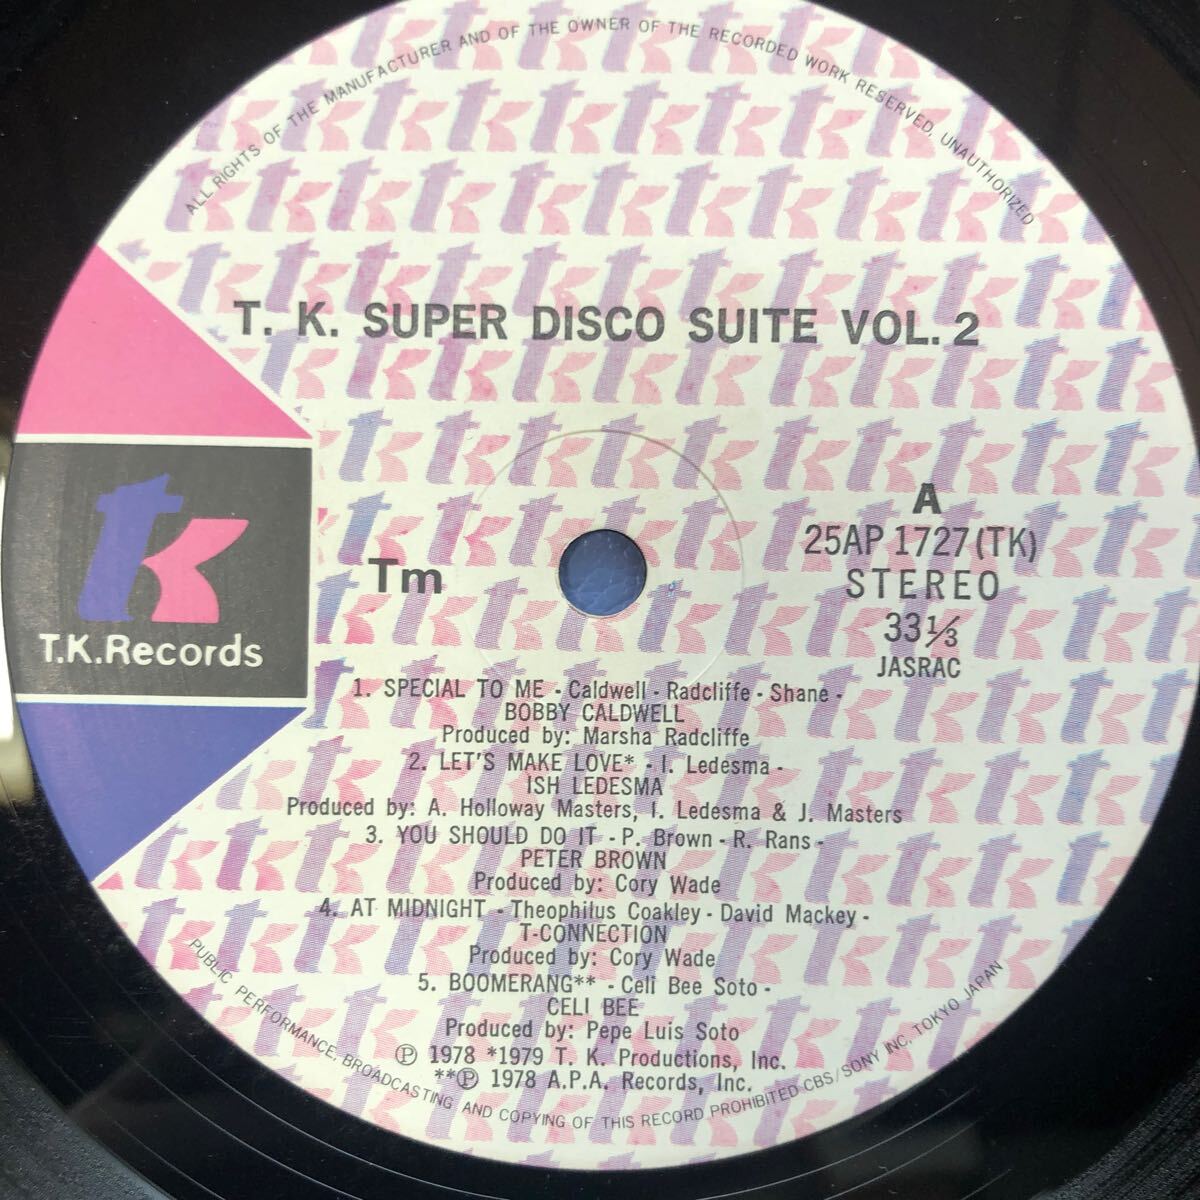 ALL RIGHTS OF THE MANUFACTURER AND OF THE OWNER OF THE RECORDED WORK RESERVED. UNAUTHORIZED
T. K. SUPER DISCO SUITE VOL. 2
tk
T.K.Records
Tm
A
25AP 1727(TK)
STEREO
33 1/3
JASRAC
1. SPECIAL TO ME - Caldwell - Radcliffe - Shane -
BOBBY CALDWELL
Produced by: Marsha Radcliffe
2. LET'S MAKE LOVE* - I. Ledesma -
ISH LEDESMA
Produced by: A. Holloway Masters, I. Ledesma & J. Masters
3. YOU SHOULD DO IT - P. Brown - R. Rans -
PETER BROWN
Produced by: Cory Wade
4. AT MIDNIGHT - Theophilus Coakley - David Mackey -
T-CONNECTION
Produced by: Cory Wade
5. BOOMERANG** - Celi Bee Soto -
CELI BEE
Produced by: Pepe Luis Soto
℗ 1978 *1979 T. K. Productions, Inc.
**℗ 1978 A.P.A. Records, Inc.
PUBLIC PERFORMANCE, BROADCASTING AND COPYING OF THIS RECORD PROHIBITED CBS/SONY INC. TOKYO JAPAN